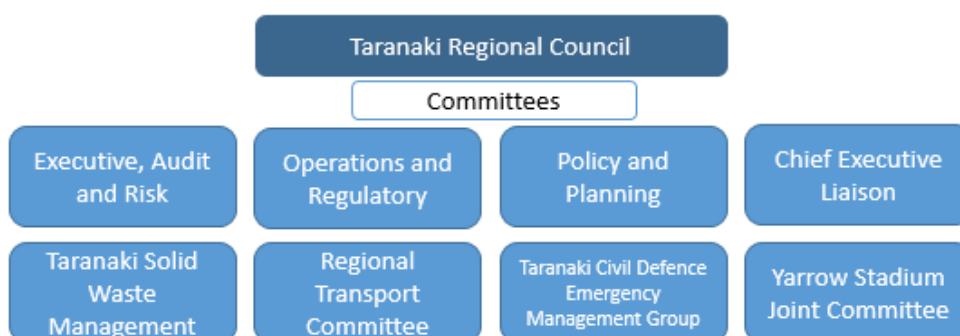 Taranaki Regional Council
Committees
Executive, Audit
and Risk
Operations and
Regulatory
Policy and
Planning
Chief Executive
Liaison
Taranaki Solid
Waste
Management
Regional
Transport
Committee
Taranaki Civil Defence
Emergency
Management Group
Yarrow Stadium
Joint Committee